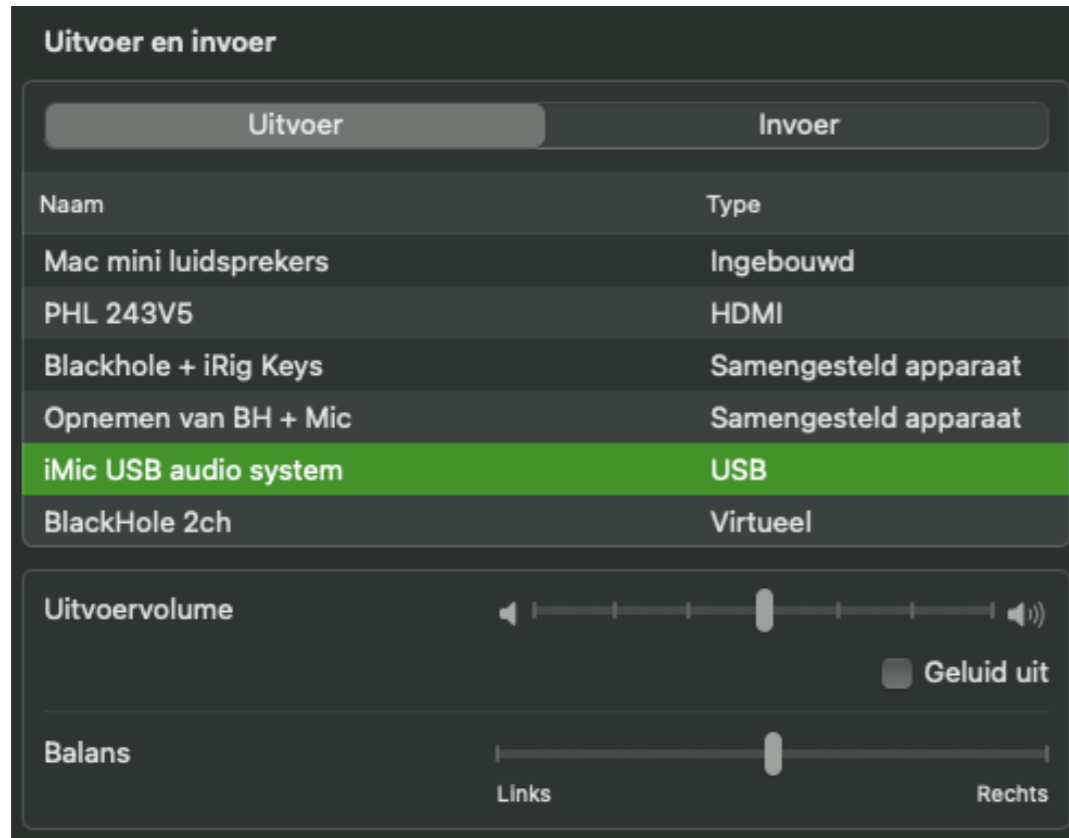 Uitvoer en invoer
Uitvoer Invoer
Naam Type
Mac mini luidsprekers Ingebouwd
PHL 243V5 HDMI
Blackhole + iRig Keys Samengesteld apparaat
Opnemen van BH + Mic Samengesteld apparaat
iMic USB audio system USB
BlackHole 2ch Virtueel
Uitvoervolume
Geluid uit
Balans
Links Rechts